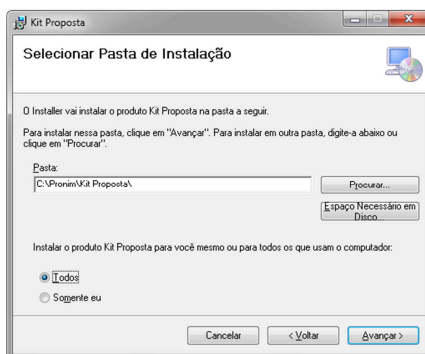 Kit Proposta
Selecionar Pasta de Instalação
O Installer vai instalar o produto Kit Proposta na pasta a seguir.
Para instalar nessa pasta, clique em "Avançar". Para instalar em outra pasta, digite-a abaixo ou
clique em "Procurar".
Pasta:
C:\Pronim\Kit Proposta\
Procurar...
Espaço Necessário em
Disco...
Instalar o produto Kit Proposta para você mesmo ou para todos os que usam o computador:
Todos
Somente eu
Cancelar
< Voltar
Avançar >